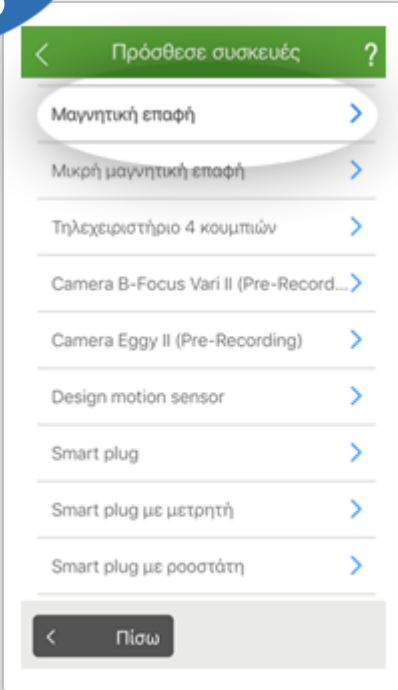 Πρόσθεσε συσκευές ?
Μαγνητική επαφή
Μικρή μαγνητική επαφή
Τηλεχειριστήριο 4 κουμπιών
Camera B-Focus Vari II (Pre-Record...
Camera Eggy II (Pre-Recording)
Design motion sensor
Smart plug
Smart plug με μετρητή
Smart plug με ροοστάτη
Πίσω